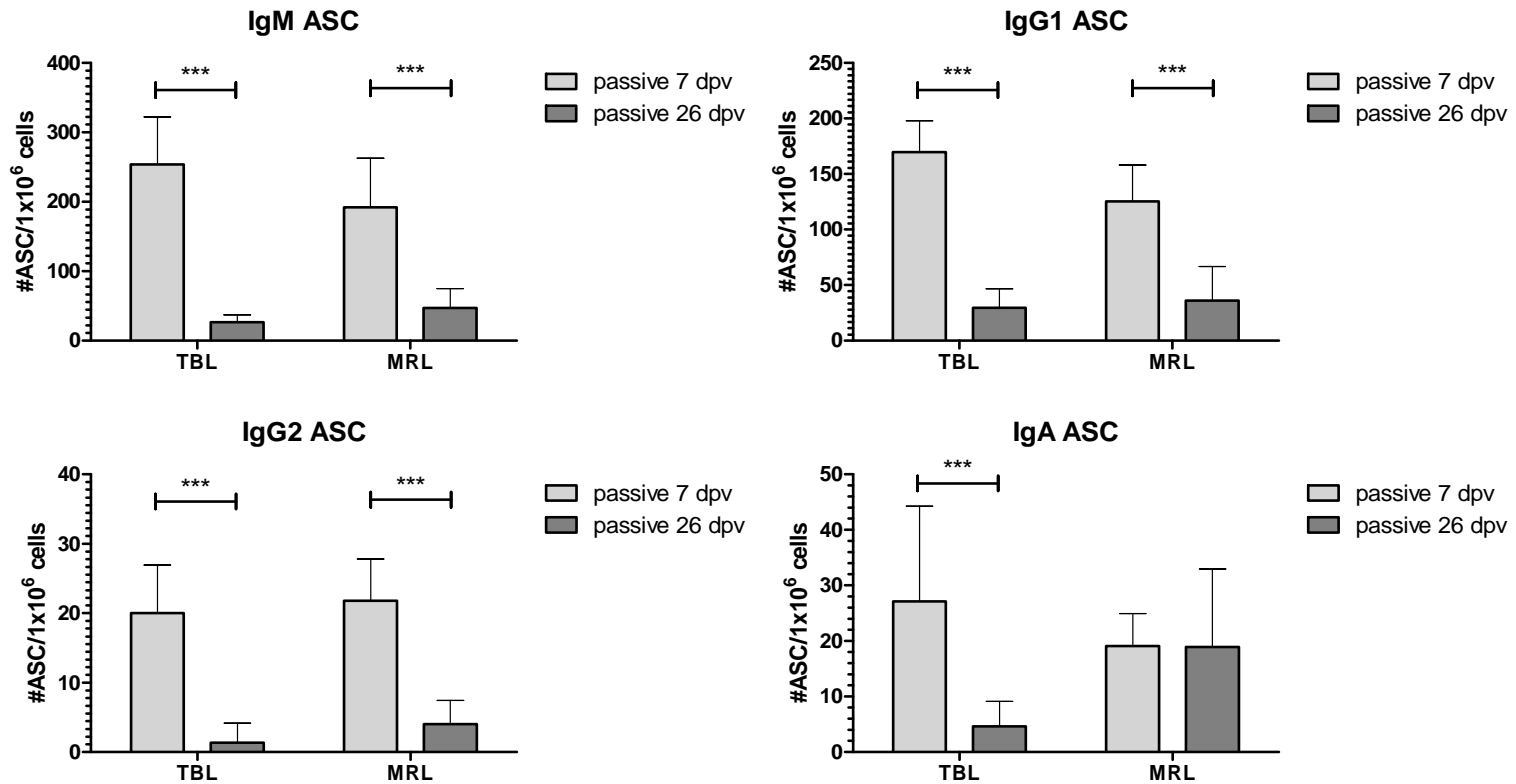 IgM ASC
#ASC/1x10⁶ cells
400
300
200
100
0
***
***
TBL
MRL
passive 7 dpv
passive 26 dpv
IgG1 ASC
#ASC/1x10⁶ cells
250
200
150
100
50
0
***
***
TBL
MRL
passive 7 dpv
passive 26 dpv
IgG2 ASC
#ASC/1x10⁶ cells
40
30
20
10
0
***
***
TBL
MRL
passive 7 dpv
passive 26 dpv
IgA ASC
#ASC/1x10⁶ cells
50
40
30
20
10
0
***
TBL
MRL
passive 7 dpv
passive 26 dpv